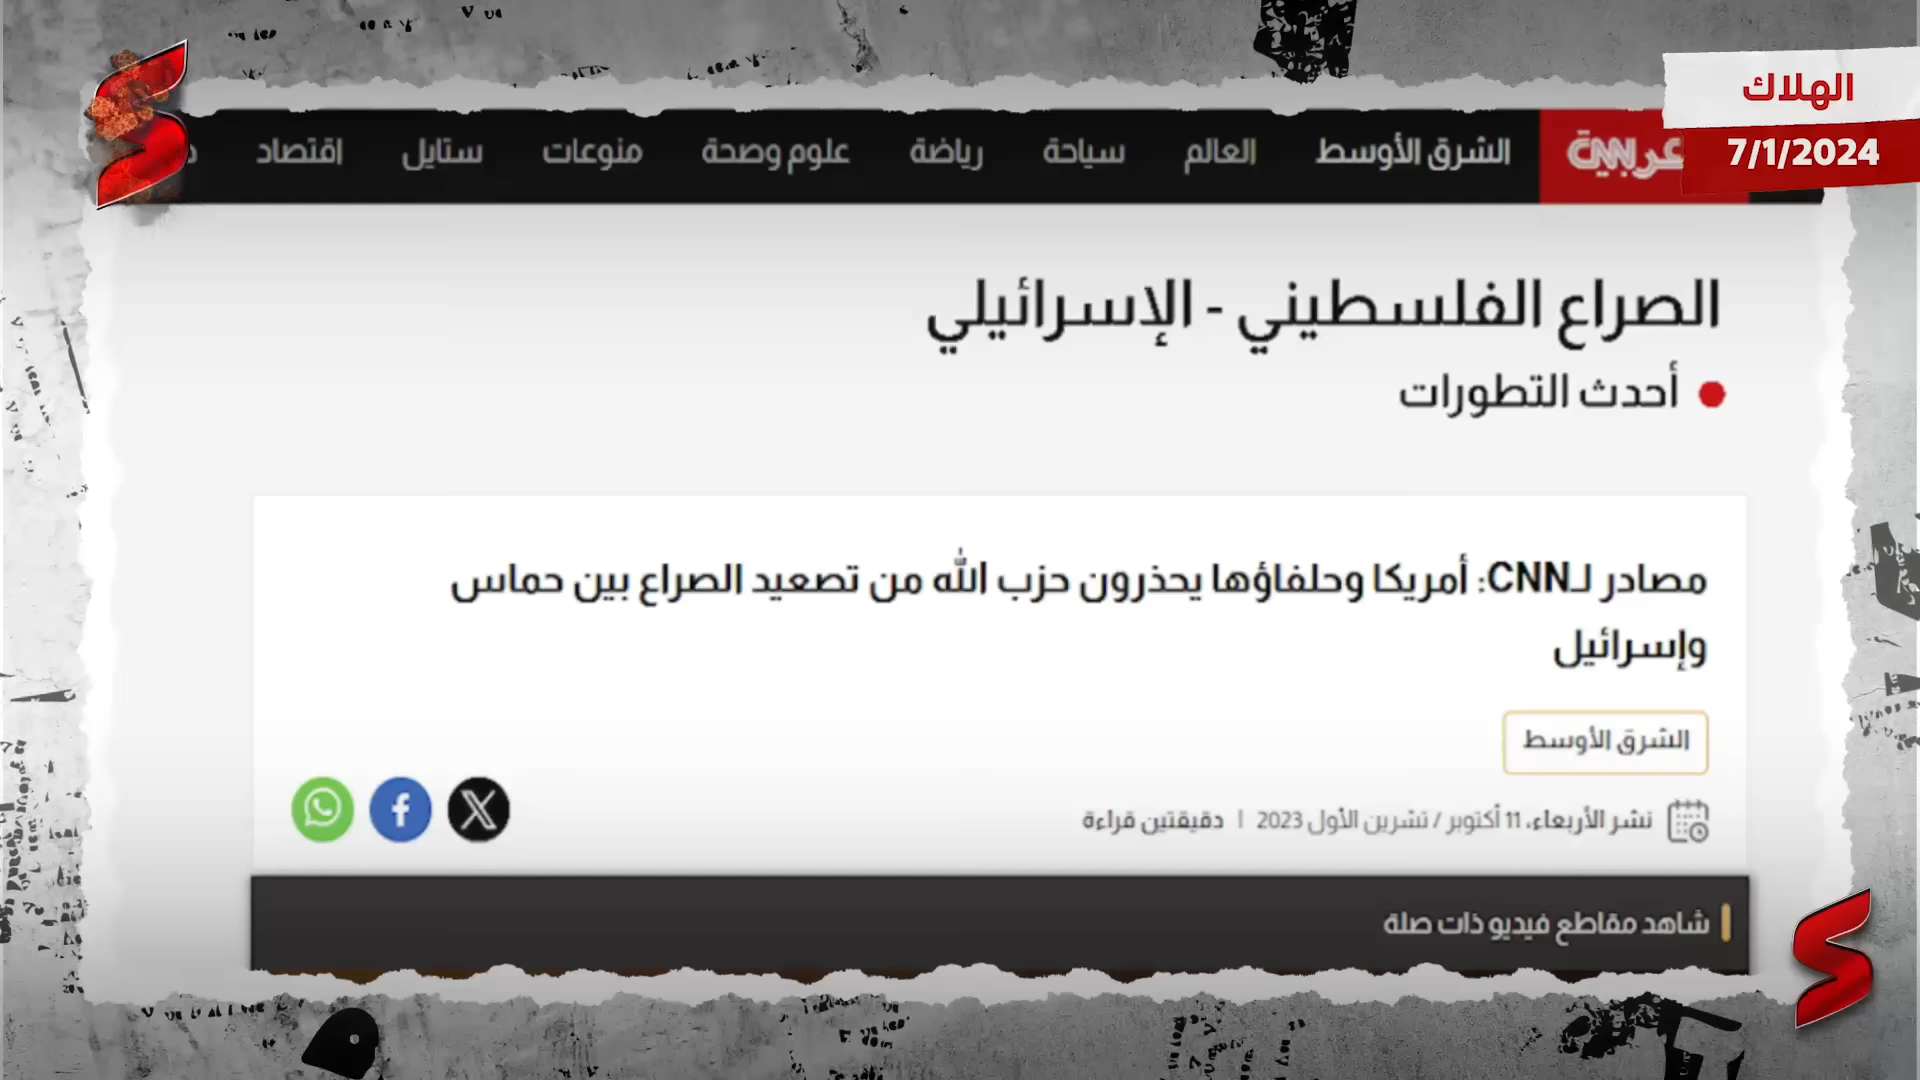 الهلاك
7/1/2024
عربية CNN الشرق الأوسط العالم سياحة رياضة علوم وصحة منوعات ستايل اقتصاد
الصراع الفلسطيني - الإسرائيلي
أحدث التطورات
مصادر لـCNN: أمريكا وحلفاؤها يحذرون حزب الله من تصعيد الصراع بين حماس
وإسرائيل
الشرق الأوسط
نشر الأربعاء، 11 أكتوبر / تشرين الأول 2023 | دقيقتين قراءة
شاهد مقاطع فيديو ذات صلة